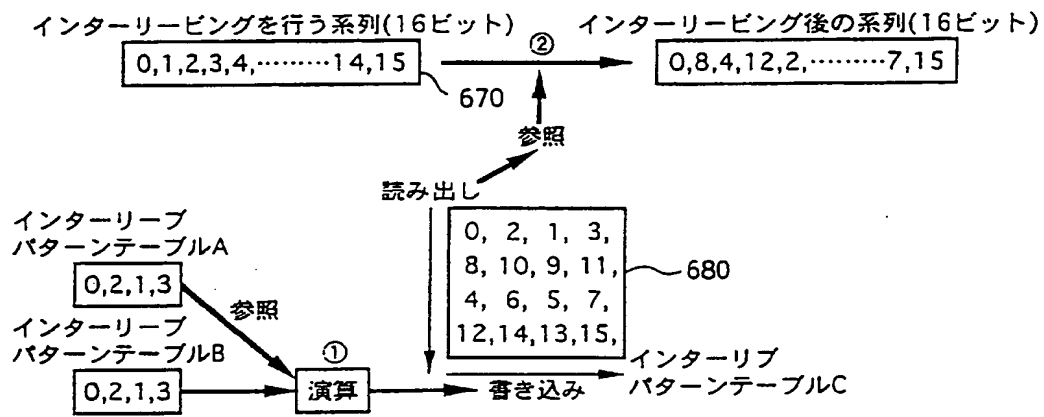 インターリービングを行う系列(16ビット)
インターリービング後の系列(16ビット)
0,1,2,3,4,………14,15
②
0,8,4,12,2,………7,15
670
参照
読み出し
インターリーブ
パターンテーブルA
0,2,1,3
参照
0, 2, 1, 3,
8, 10, 9, 11,
4, 6, 5, 7,
12,14,13,15,
680
インターリーブ
パターンテーブルB
0,2,1,3
①
演算
書き込み
インターリブ
パターンテーブルC